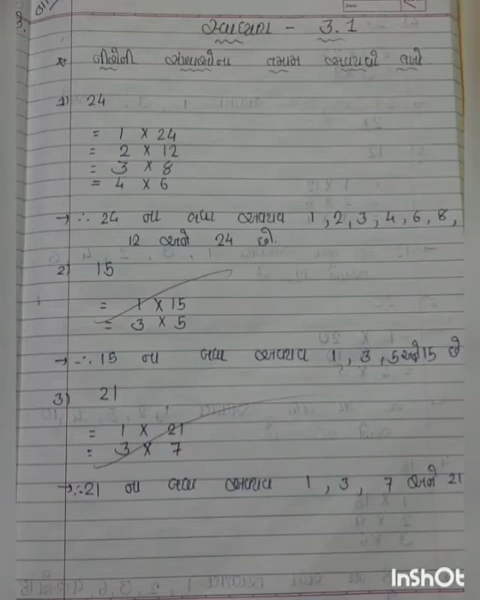 સ્વાધ્યાય - 3.1
* નીચેની સંખ્યાઓના તમામ અવયવો લખો
1) 24
= 1 × 24
= 2 × 12
= 3 × 8
= 4 × 6
→ ∴ 24 ના બધા અવયવ 1, 2, 3, 4, 6, 8,
12 અને 24 છે.
2) 15
= 1 × 15
= 3 × 5
→ ∴ 15 ના બધા અવયવ 1, 3, 5 અને 15 છે
3) 21
= 1 × 21
= 3 × 7
→ ∴ 21 ના બધા અવયવ 1, 3, 7 અને 21
InShOt